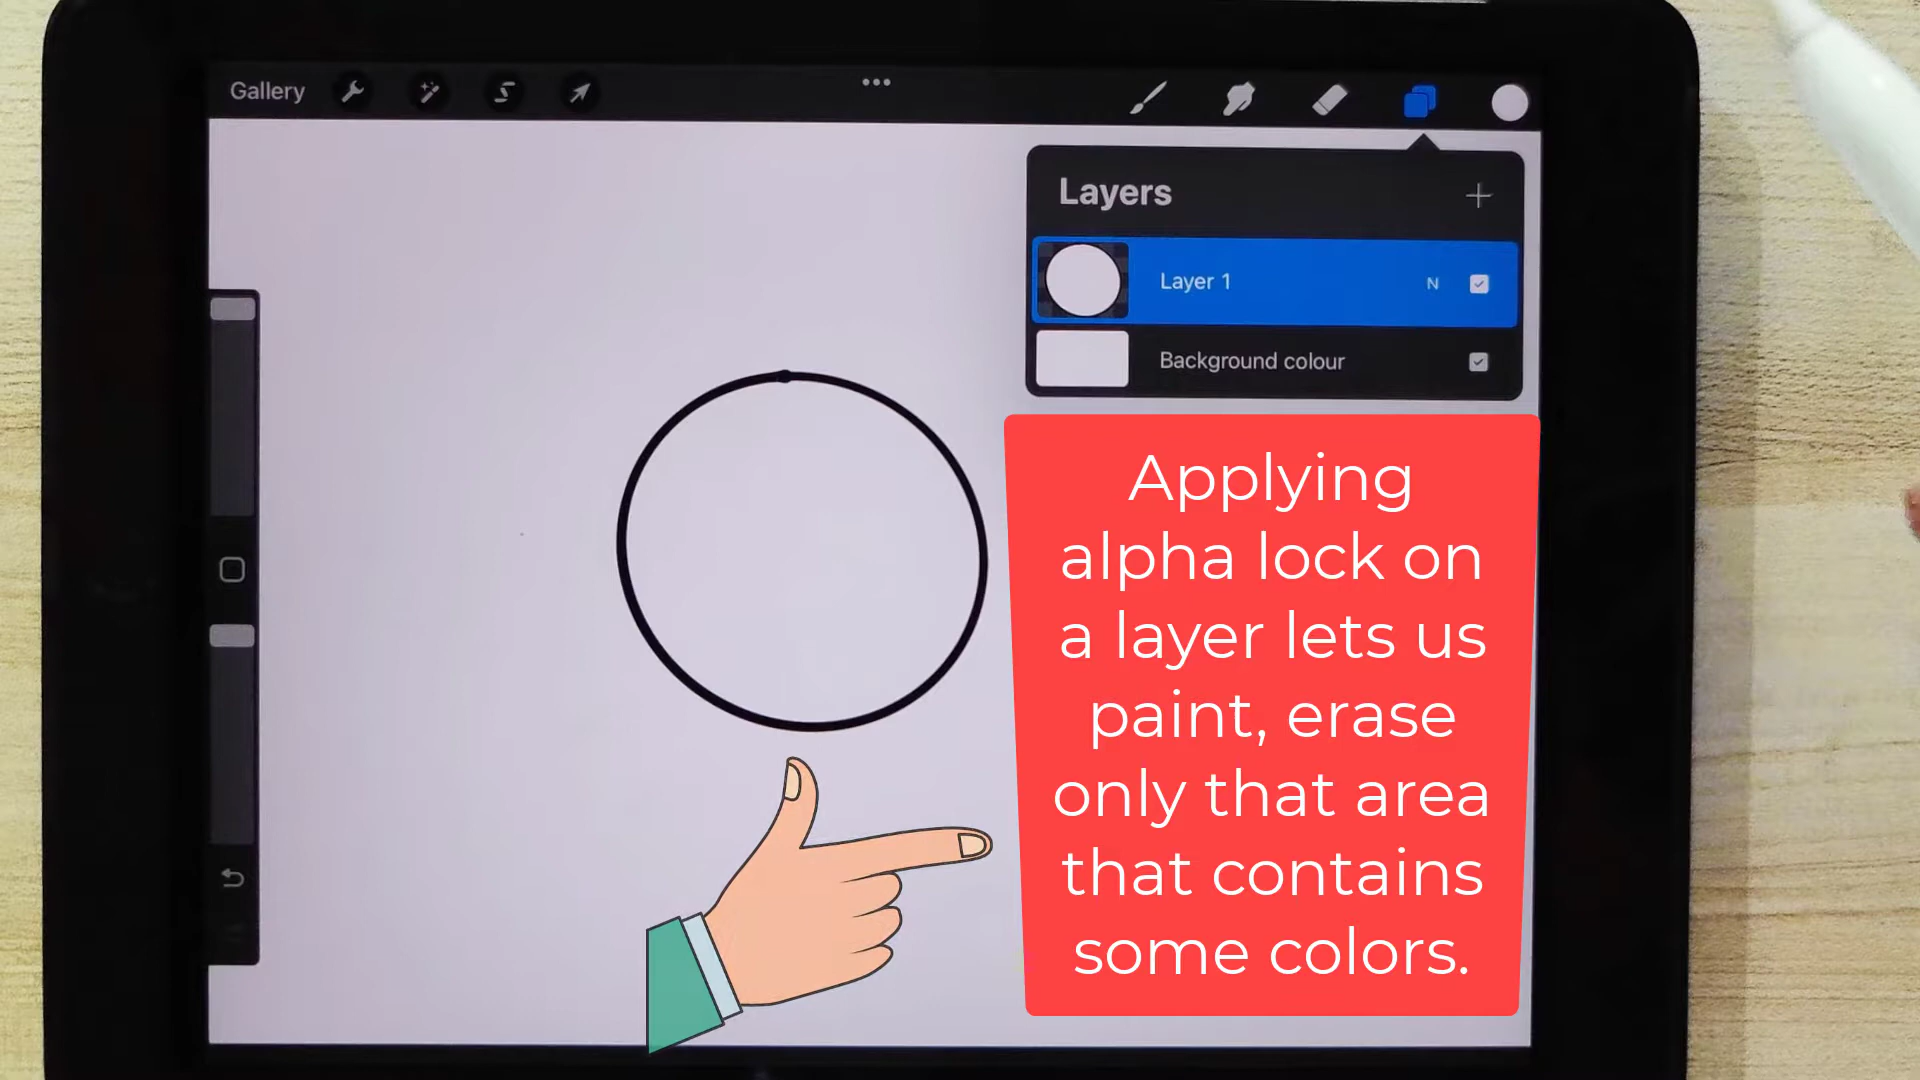 Gallery
Layers
Layer 1 N
Background colour
Applying
alpha lock on
a layer lets us
paint, erase
only that area
that contains
some colors.